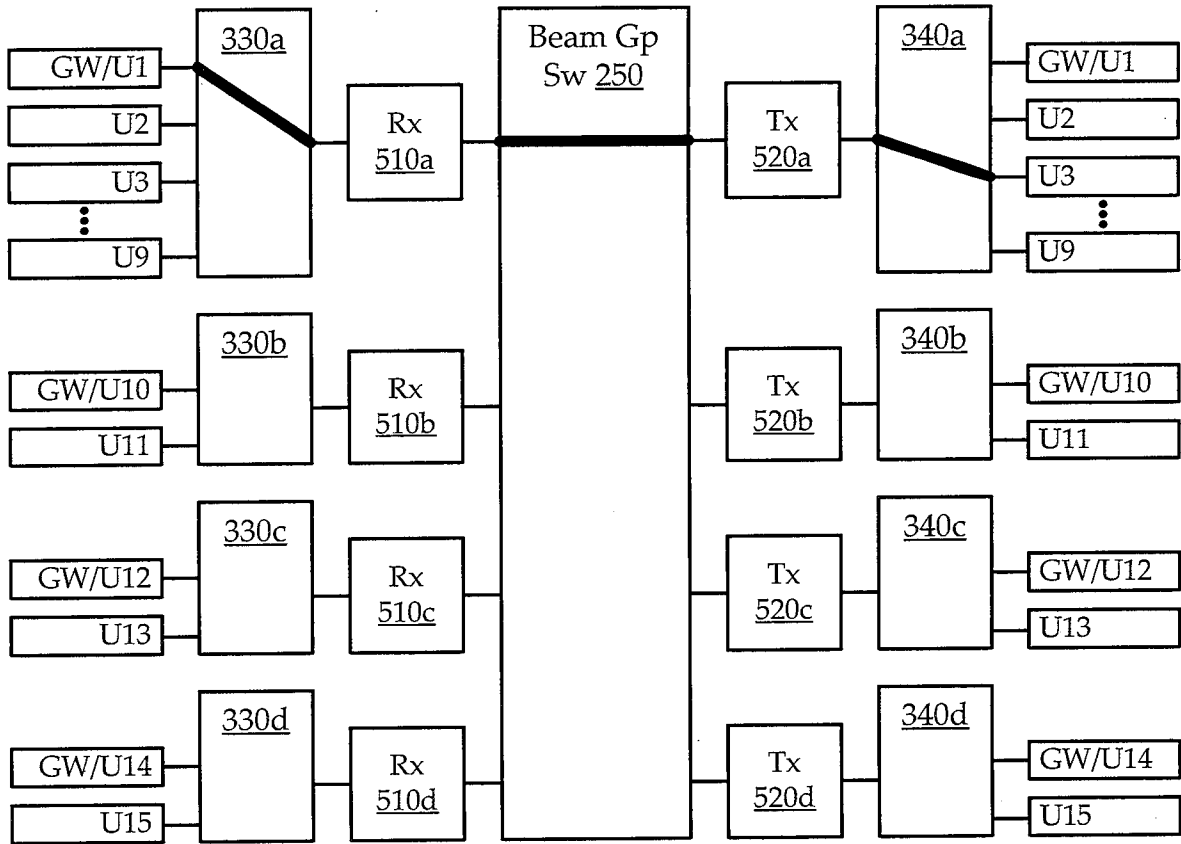 330a
Beam Gp
Sw 250
340a
GW/U1
U2
U3
U9
Rx
510a
Tx
520a
GW/U1
U2
U3
U9
330b
340b
GW/U10
U11
Rx
510b
Tx
520b
GW/U10
U11
330c
340c
GW/U12
U13
Rx
510c
Tx
520c
GW/U12
U13
330d
340d
GW/U14
U15
Rx
510d
Tx
520d
GW/U14
U15